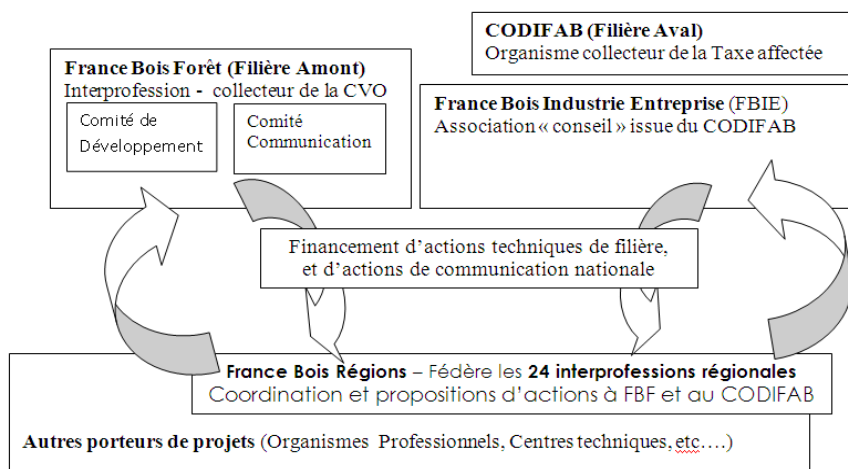 CODIFAB (Filière Aval)
Organisme collecteur de la Taxe affectée
France Bois Forêt (Filière Amont)
Interprofession - collecteur de la CVO
Comité de
Développement
Comité
Communication
France Bois Industrie Entreprise (FBIE)
Association « conseil » issue du CODIFAB
Financement d’actions techniques de filière,
et d’actions de communication nationale
France Bois Régions – Fédère les 24 interprofessions régionales
Coordination et propositions d’actions à FBF et au CODIFAB
Autres porteurs de projets (Organismes Professionnels, Centres techniques, etc….)